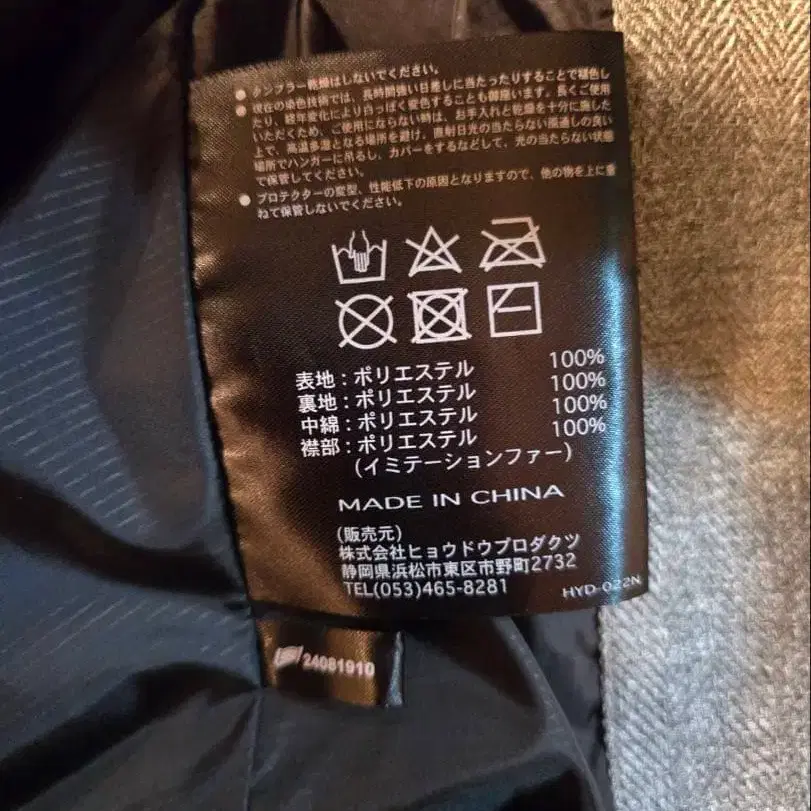 ● タンブラー乾燥はしないでください。
● 現在の染色技術では、長時間強い日差しに当たったりすることで褪色し
たり、経年変化により白っぽく変色することも御座います。長くご使用
いただくため、ご使用にならない時は、お手入れと乾燥を十分に施した
上で、高温多湿となる場所を避け、直射日光の当たらない風通しの良い
場所でハンガーに吊るし、カバーをするなどして、光の当たらない状態
で保管してください。
● プロテクターの変型、性能低下の原因となりますので、他の物を上に重
ねて保管しないでください。
表地：ポリエステル 100%
裏地：ポリエステル 100%
中綿：ポリエステル 100%
襟部：ポリエステル 100%
(イミテーションファー)
MADE IN CHINA
(販売元)
株式会社ヒョウドウプロダクツ
静岡県浜松市東区市野町2732
TEL(053)465-8281
HYD-022N
24081910